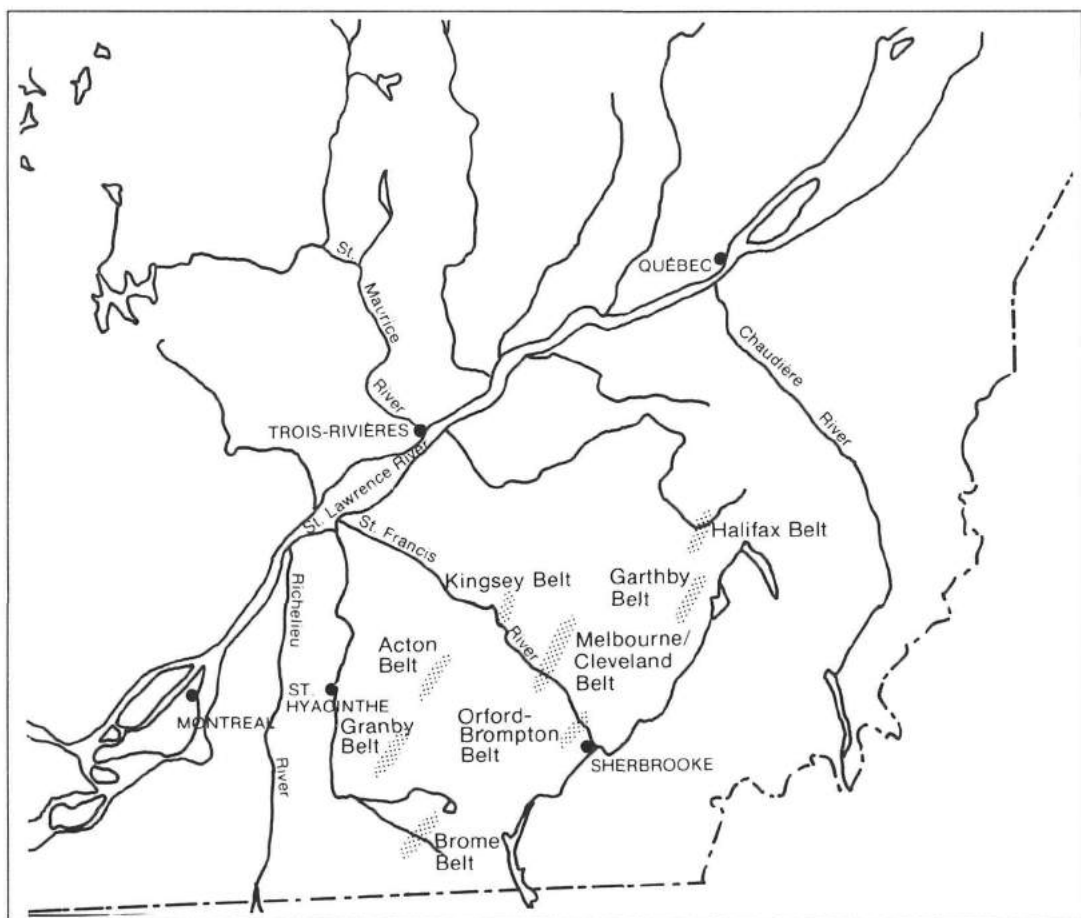 QUÉBEC
St.
Maurice
River
Chaudière
River
TROIS-RIVIÈRES
St. Lawrence River
St. Francis
River
Halifax Belt
Kingsey Belt
Garthby
Belt
Richelieu
River
Acton
Belt
Melbourne/
Cleveland
Belt
ST.
HYACINTHE
MONTREAL
Granby
Belt
Orford-
Brompton
Belt
SHERBROOKE
Brome
Belt